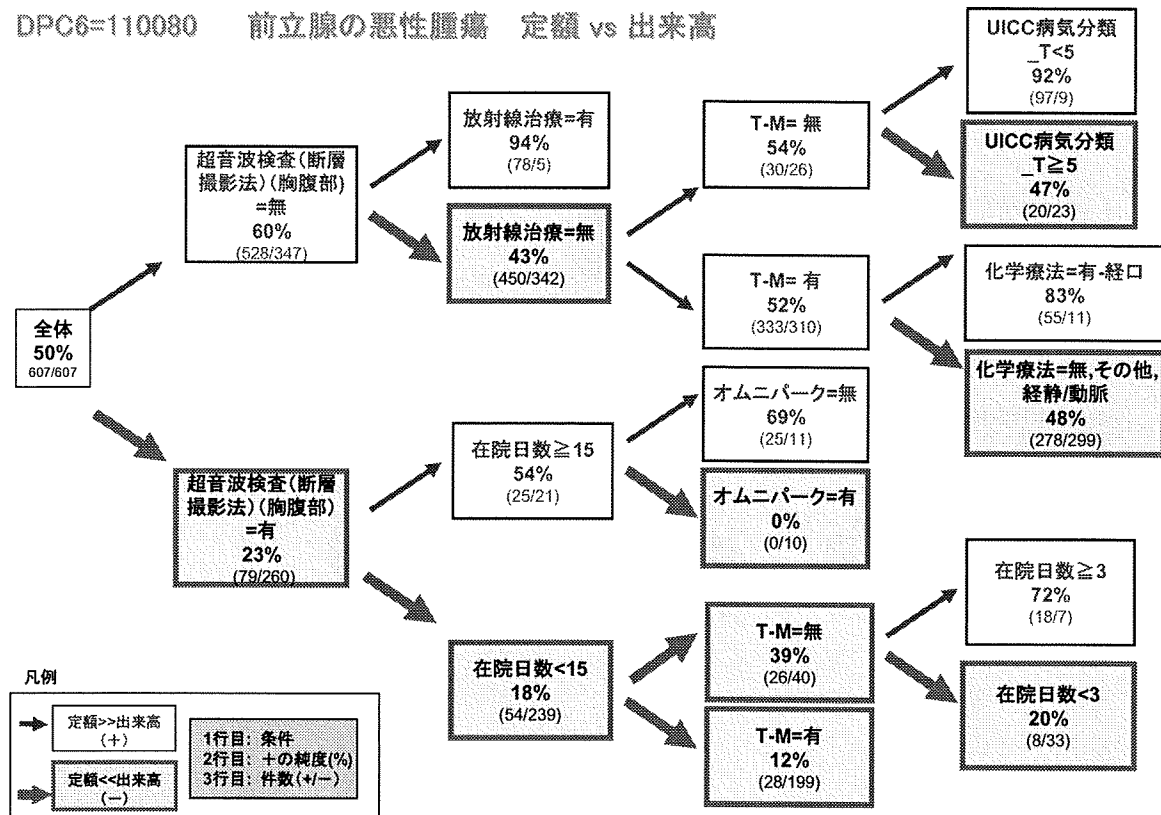 DPC6=110080 前立腺の悪性腫瘍 定額 vs 出来高
全体
50%
607/607
超音波検査(断層
撮影法)(胸腹部)
=無
60%
(528/347)
超音波検査(断層
撮影法)(胸腹部)
=有
23%
(79/260)
放射線治療=有
94%
(78/5)
放射線治療=無
43%
(450/342)
在院日数≧15
54%
(25/21)
在院日数<15
18%
(54/239)
T-M= 無
54%
(30/26)
T-M= 有
52%
(333/310)
オムニパーク=無
69%
(25/11)
オムニパーク=有
0%
(0/10)
T-M=無
39%
(26/40)
T-M=有
12%
(28/199)
UICC病気分類
_T<5
92%
(97/9)
UICC病気分類
_T≧5
47%
(20/23)
化学療法=有-経口
83%
(55/11)
化学療法=無,その他,
経静/動脈
48%
(278/299)
在院日数≧3
72%
(18/7)
在院日数<3
20%
(8/33)
凡例
定額>>出来高
(+)
定額<<出来高
(-)
1行目: 条件
2行目: +の純度(%)
3行目: 件数(+/-)